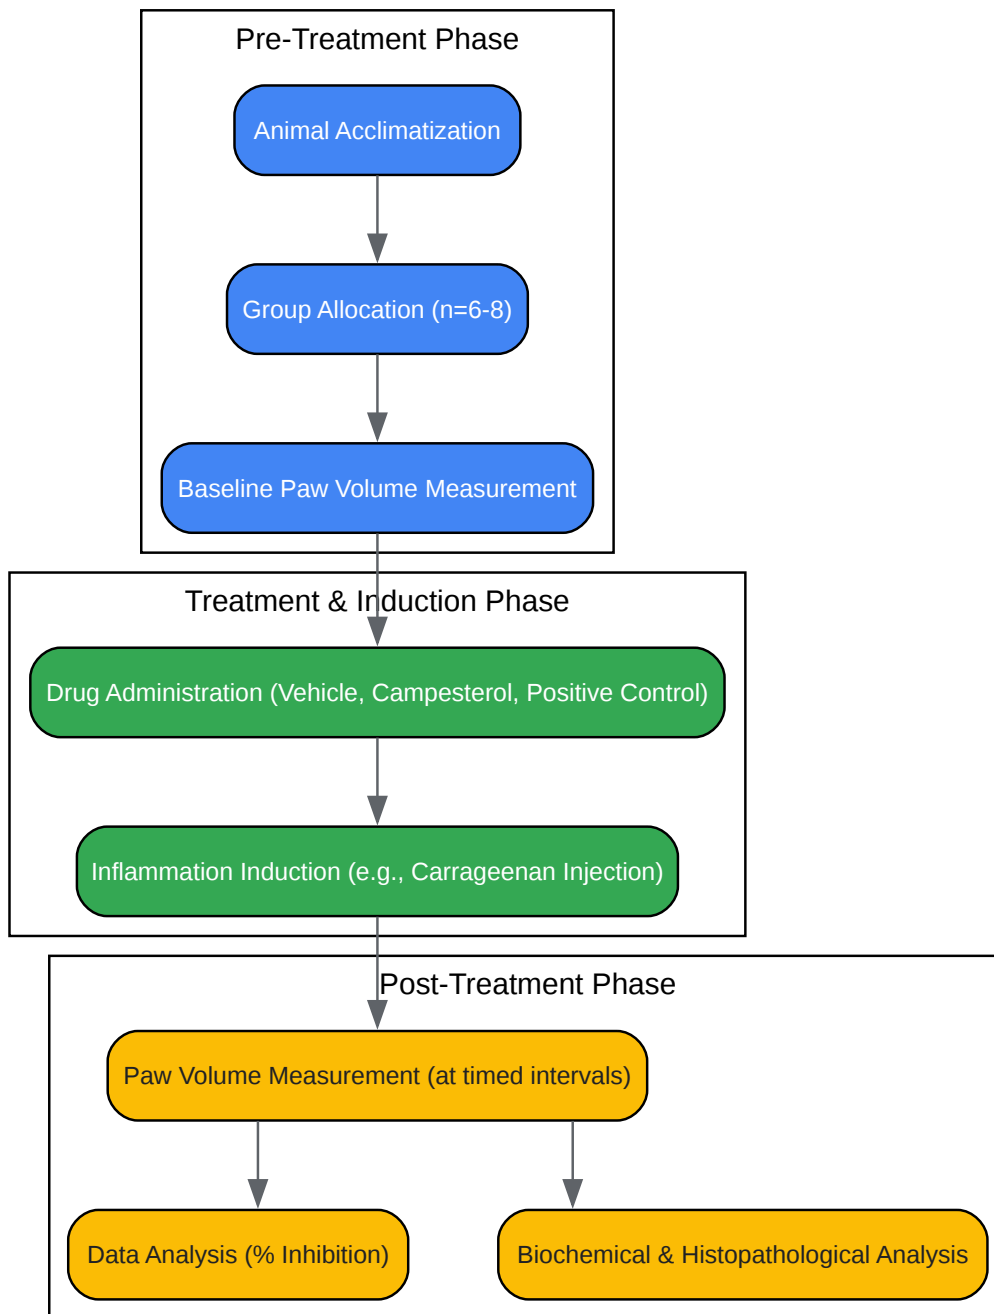 Pre-Treatment Phase
Animal Acclimatization
Group Allocation (n=6-8)
Baseline Paw Volume Measurement
Treatment & Induction Phase
Drug Administration (Vehicle, Campesterol, Positive Control)
Inflammation Induction (e.g., Carrageenan Injection)
Post-Treatment Phase
Paw Volume Measurement (at timed intervals)
Data Analysis (% Inhibition)
Biochemical & Histopathological Analysis